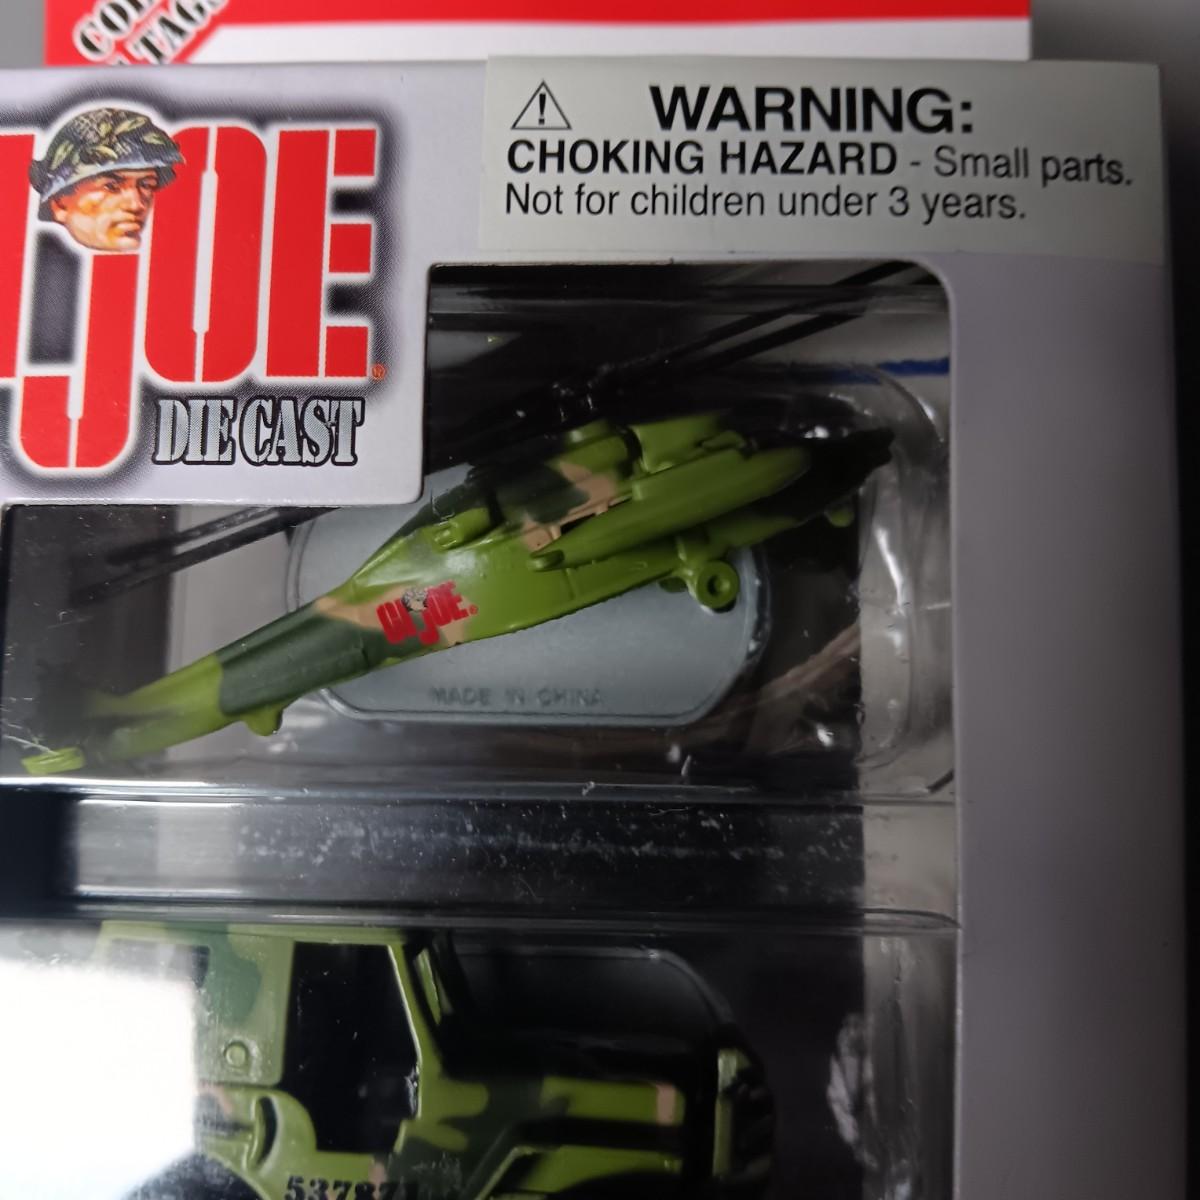 TAGS
WARNING:
CHOKING HAZARD - Small parts.
Not for children under 3 years.
JOE®
DIE CAST
GI JOE®
MADE IN CHINA